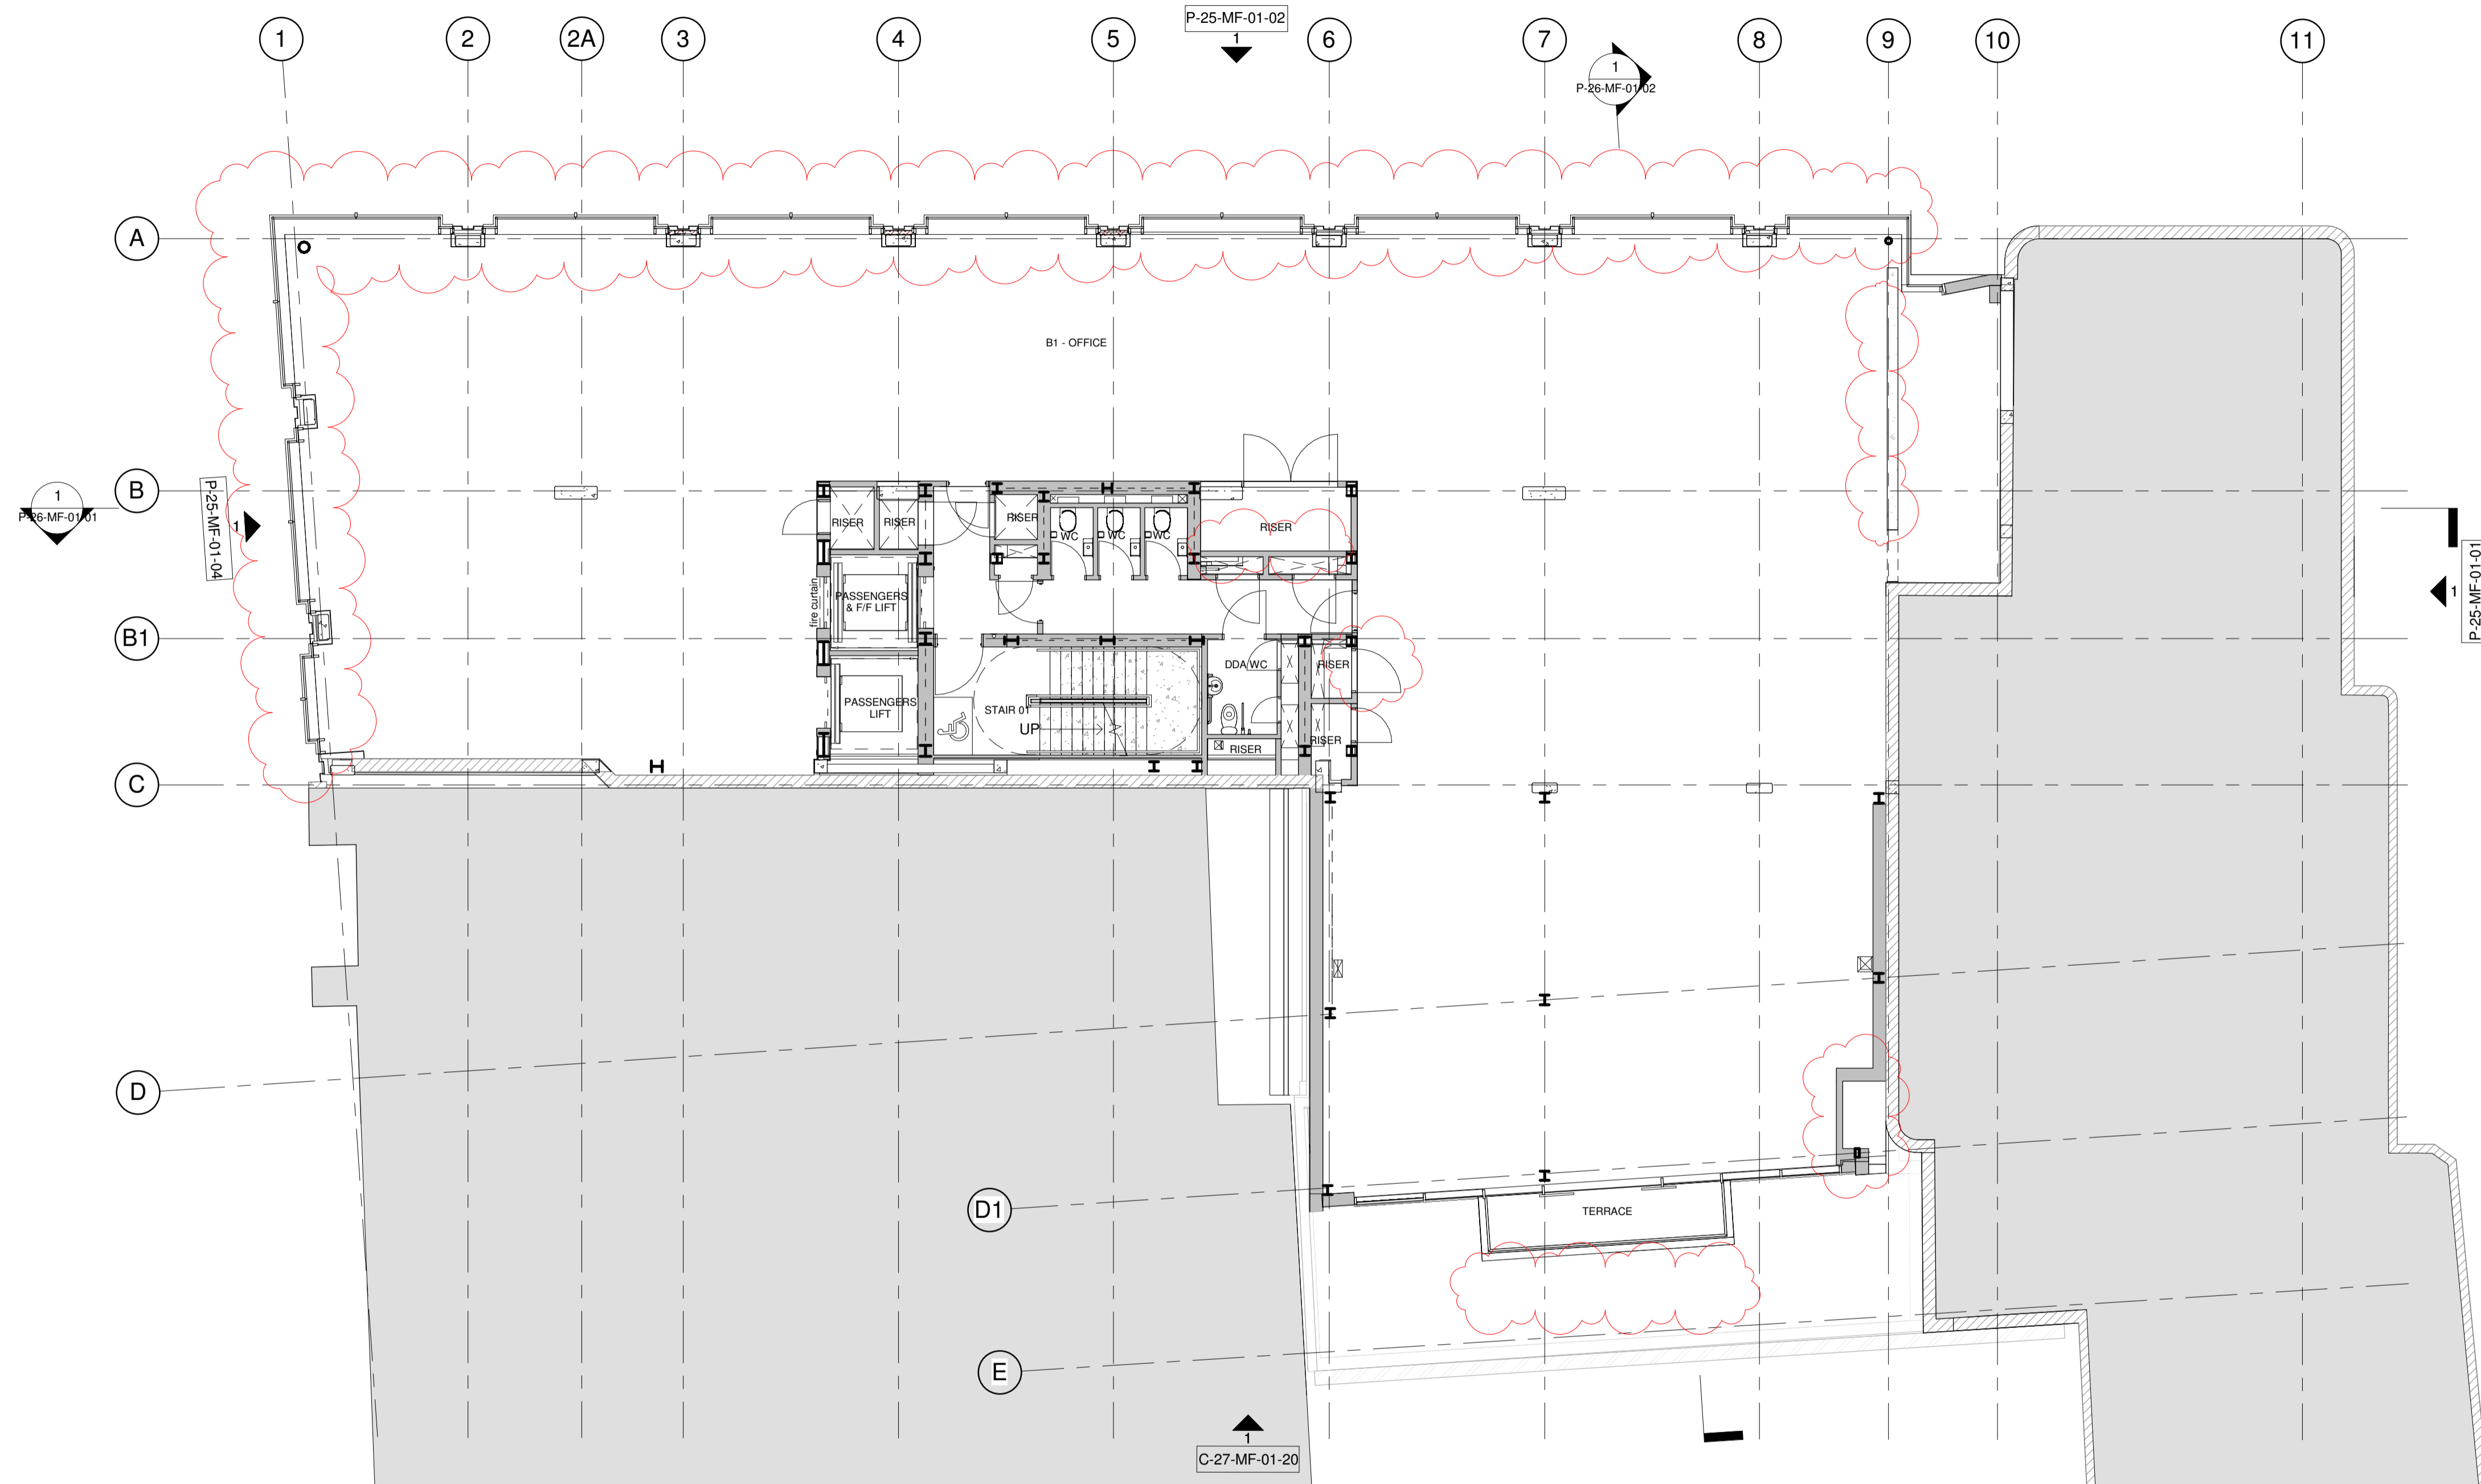 P-25-MF-01-02
1
1
2
2A
3
4
5
6
7
8
9
10
11
1
P-26-MF-01-02
A
B1 - OFFICE
B
1
P-26-MF-01-01
P-25-MF-01-04
1
RISER
RISER
RISER
WC
WC
WC
RISER
P-25-MF-01-01
1
fire curtain
PASSENGERS
& F/F LIFT
B1
DDA WC
RISER
PASSENGERS
LIFT
STAIR 01
UP
RISER
RISER
C
D
D1
TERRACE
E
1
C-27-MF-01-20